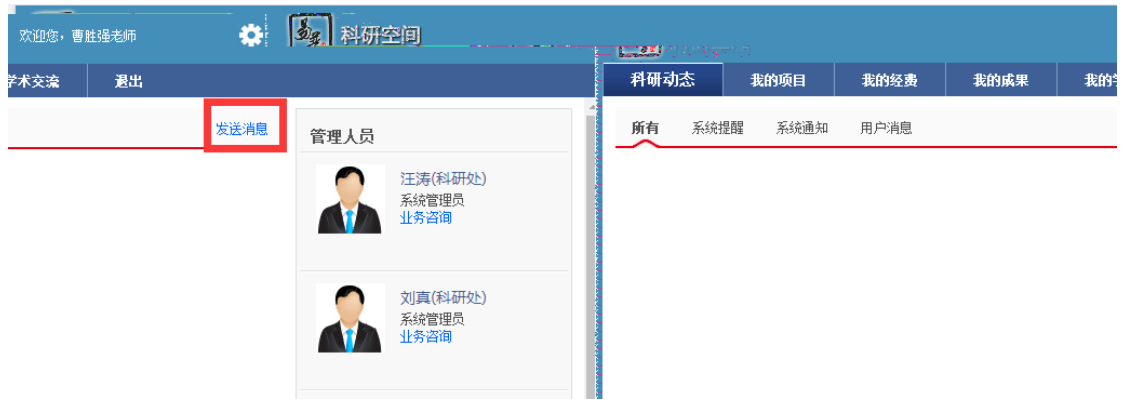 欢迎您，曹胜强老师
易普 科研空间
学术交流 退出
科研动态 我的项目 我的经费 我的成果
发送消息
所有 系统提醒 系统通知 用户消息
管理人员
汪涛(科研处)
系统管理员
业务咨询
刘真(科研处)
系统管理员
业务咨询